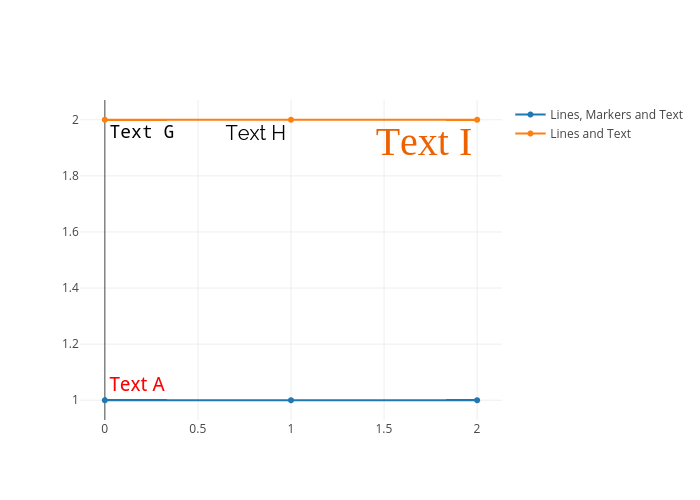 Lines, Markers and Text
Lines and Text
2
Text G
Text H
Text I
1.8
1.6
1.4
1.2
Text A
1
0
0.5
1
1.5
2